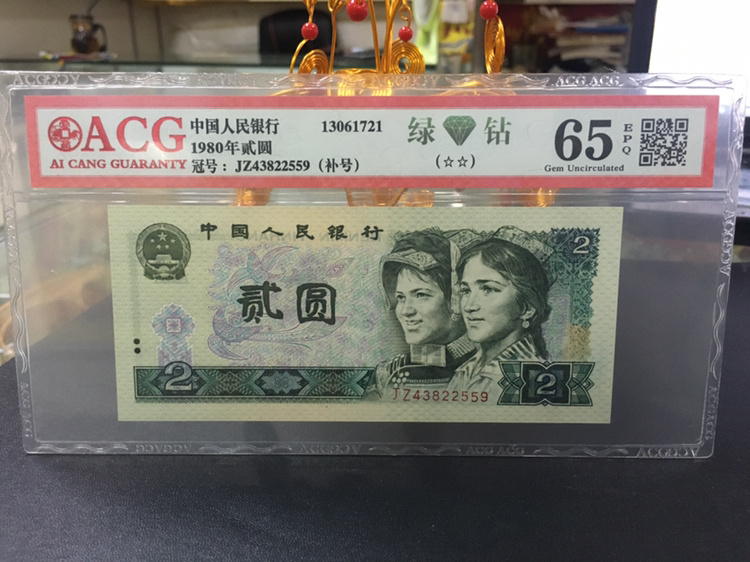 ACG ACG
ACG
AI CANG GUARANTY
中国人民银行 13061721
1980年贰圆
冠号：JZ43822559（补号）
绿钻
(☆☆)
65
EPQ
Gem Uncirculated
中国人民银行
2
贰圆
2
JZ43822559
2